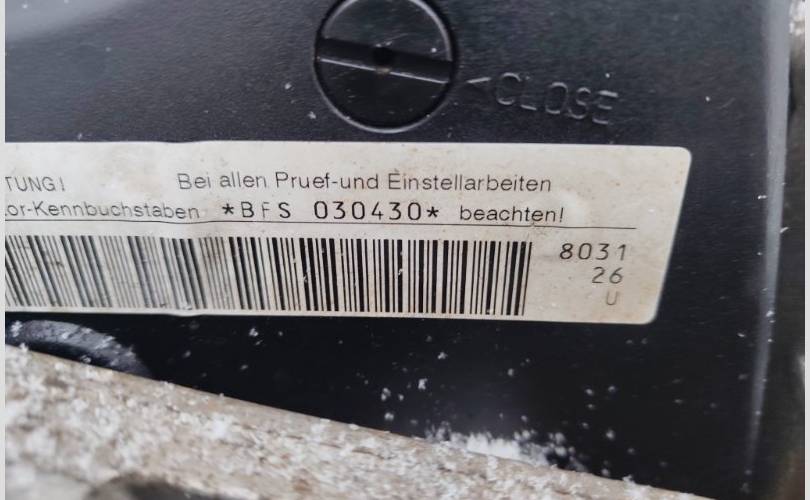 CLOSE
TUNG! Bei allen Pruef-und Einstellarbeiten
or-Kennbuchstaben *BFS 030430* beachten!
8031
26
U